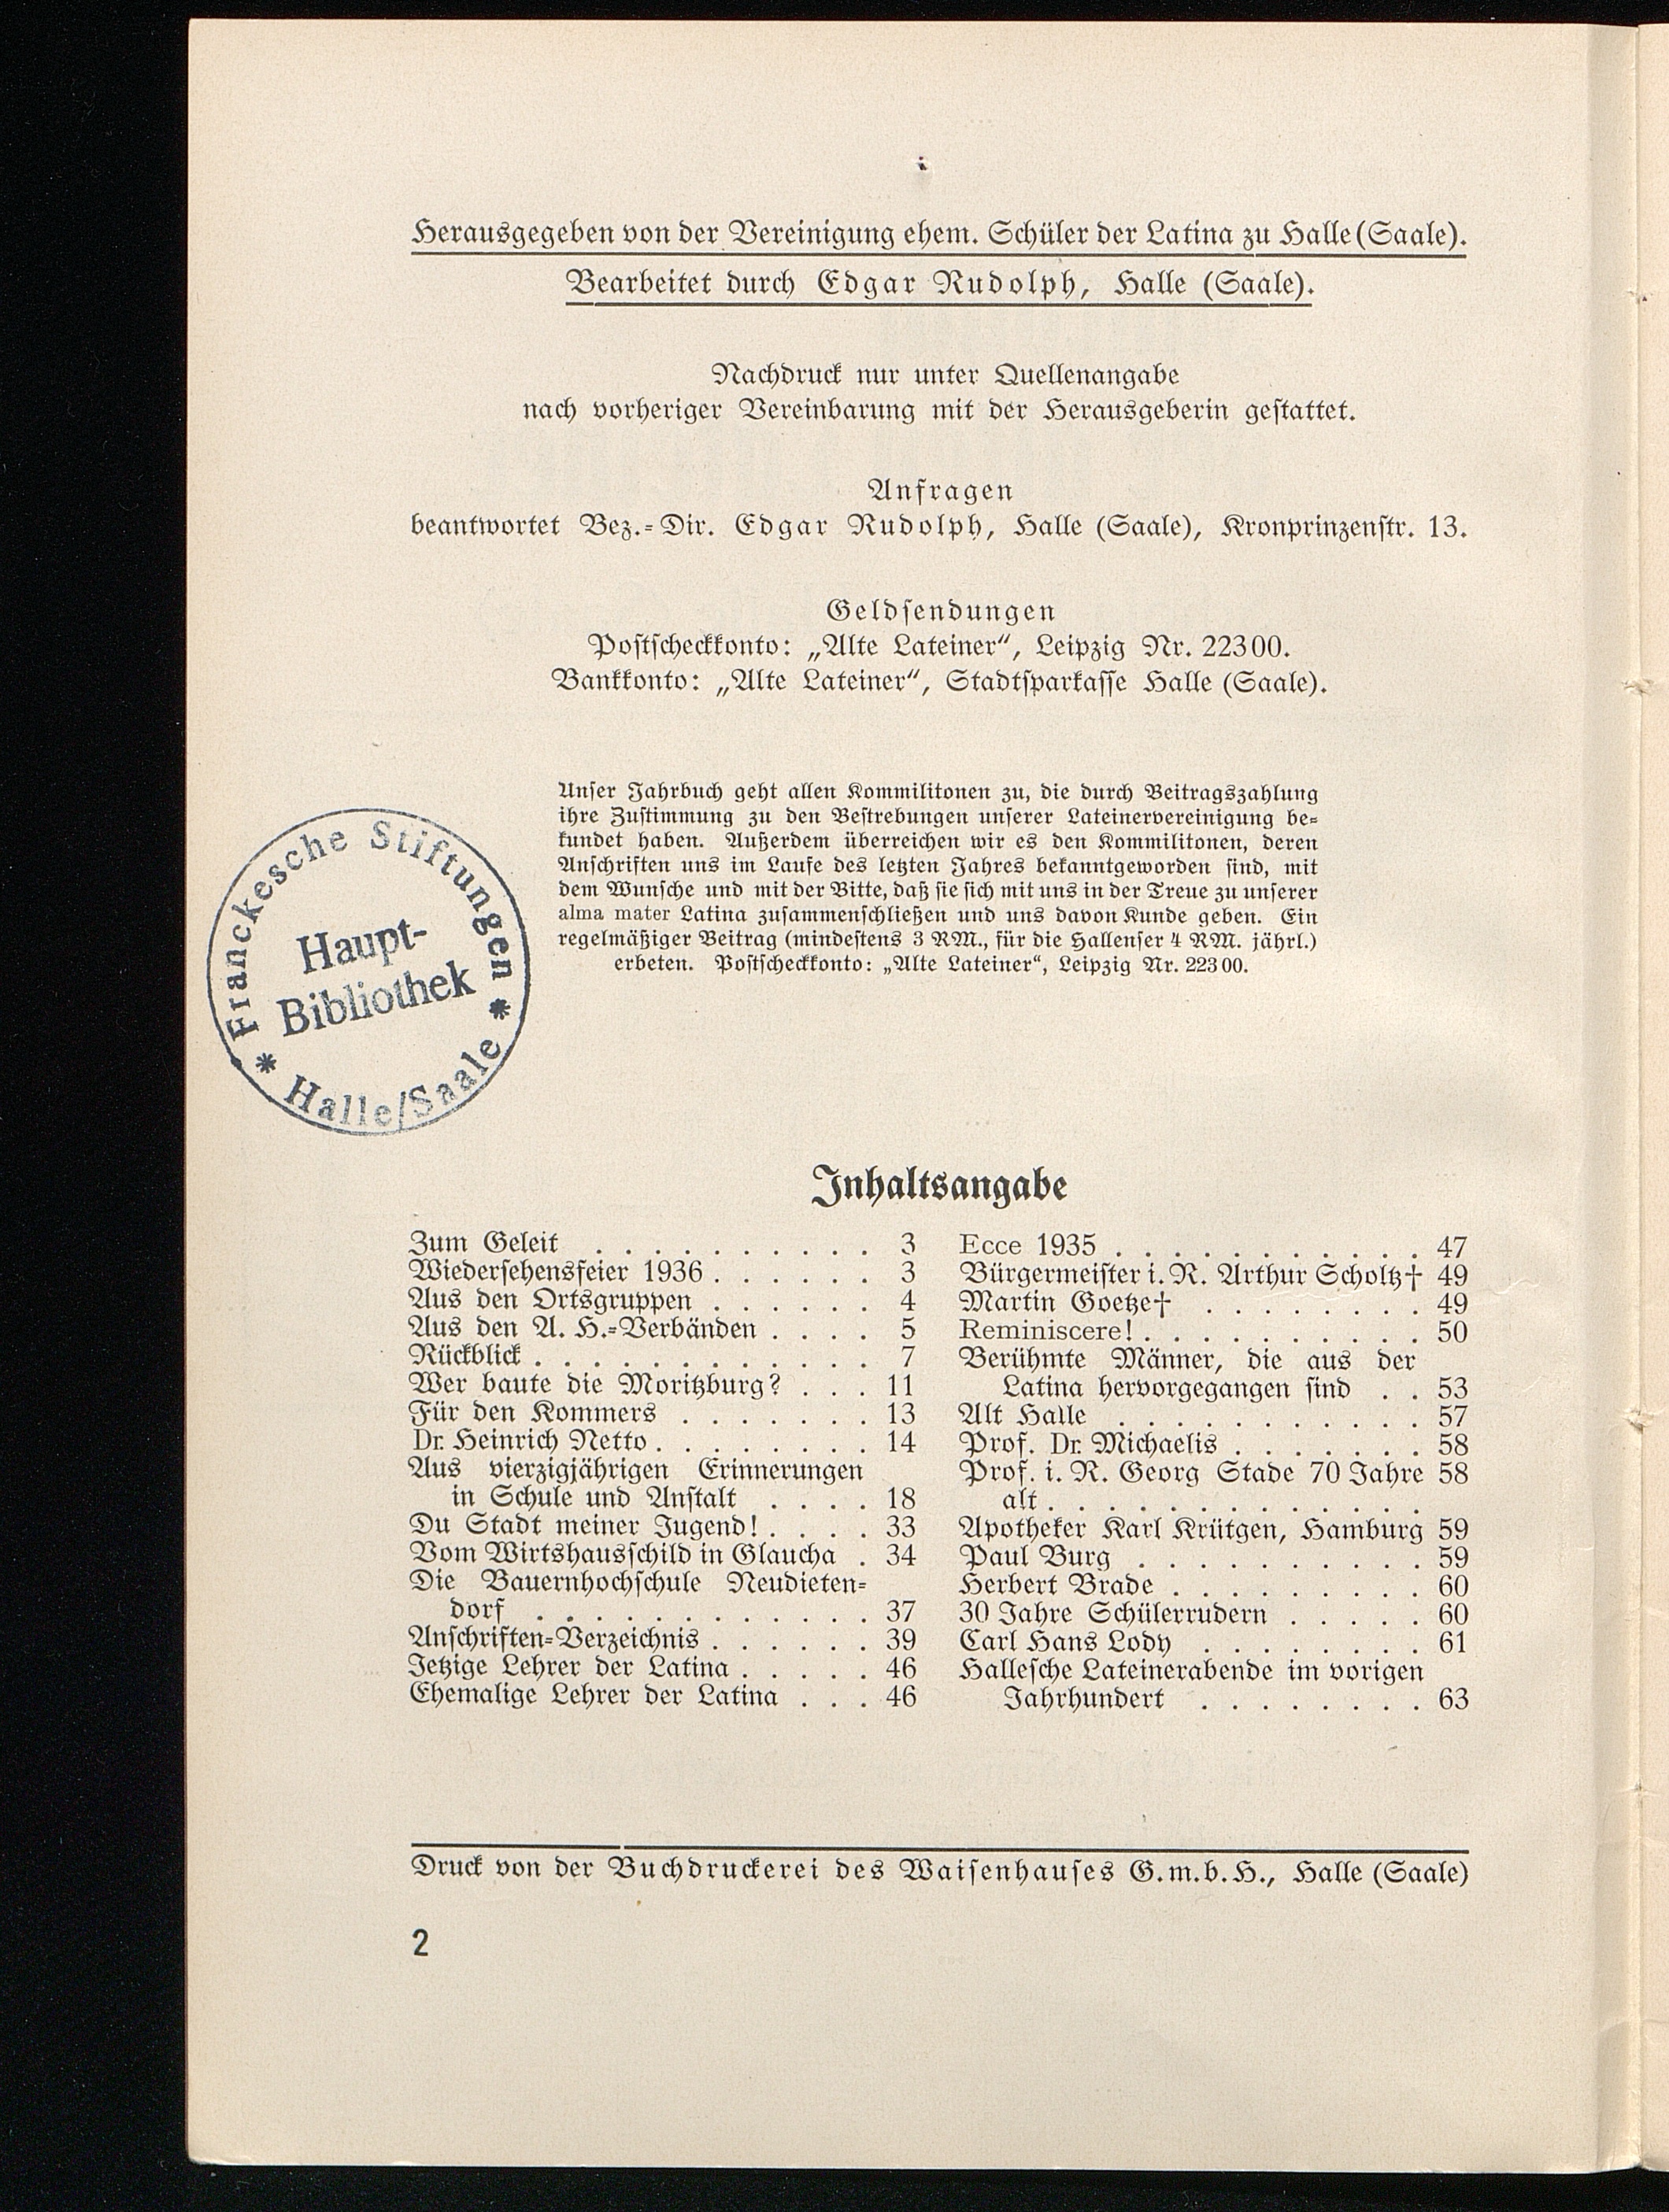 Herausgegeben von der Vereinigung ehem. Schüler der Latina zu Halle (Saale).
Bearbeitet durch Edgar Rudolph, Halle (Saale).
Nachdruck nur unter Quellenangabe
nach vorheriger Vereinbarung mit der Herausgeberin gestattet.
Anfragen
beantwortet Bez.-Dir. Edgar Rudolph, Halle (Saale), Kronprinzenstr. 13.
Geldsendungen
Postscheckkonto: „Alte Lateiner“, Leipzig Nr. 22300.
Bankkonto: „Alte Lateiner“, Stadtsparkasse Halle (Saale).
Unser Jahrbuch geht allen Kommilitonen zu, die durch Beitragszahlung
ihre Zustimmung zu den Bestrebungen unserer Lateinervereinigung be-
kundet haben. Außerdem überreichen wir es den Kommilitonen, deren
Anschriften uns im Laufe des letzten Jahres bekanntgeworden sind, mit
dem Wunsche und mit der Bitte, daß sie sich mit uns in der Treue zu unserer
alma mater Latina zusammenschließen und uns davon Kunde geben. Ein
regelmäßiger Beitrag (mindestens 3 RM., für die Hallenser 4 RM. jährl.)
erbeten. Postscheckkonto: „Alte Lateiner“, Leipzig Nr. 22300.
Franckesche Stiftungen
Haupt-
Bibliothek
* Halle/Saale *
Inhaltsangabe
Zum Geleit . . . . . . . . . . 3
Wiedersehensfeier 1936 . . . . . . 3
Aus den Ortsgruppen . . . . . . 4
Aus den A. H.-Verbänden . . . . 5
Rückblick . . . . . . . . . . . . 7
Wer baute die Moritzburg? . . . 11
Für den Kommers . . . . . . . 13
Dr. Heinrich Netto . . . . . . . . 14
Aus vierzigjährigen Erinnerungen
in Schule und Anstalt . . . . 18
Du Stadt meiner Jugend! . . . . 33
Vom Wirtshausschild in Glaucha . 34
Die Bauernhochschule Neudieten-
dorf . . . . . . . . . . . . 37
Anschriften-Verzeichnis . . . . . . 39
Jetzige Lehrer der Latina . . . . . 46
Ehemalige Lehrer der Latina . . . 46
Ecce 1935 . . . . . . . . . . . 47
Bürgermeister i. R. Arthur Scholtz† 49
Martin Goetze† . . . . . . . . 49
Reminiscere! . . . . . . . . . . 50
Berühmte Männer, die aus der
Latina hervorgegangen sind . . 53
Alt Halle . . . . . . . . . . . 57
Prof. Dr. Michaelis . . . . . . . 58
Prof. i. R. Georg Stade 70 Jahre 58
alt . . . . . . . . . . . . .
Apotheker Karl Krütgen, Hamburg 59
Paul Burg . . . . . . . . . . 59
Herbert Brade . . . . . . . . . 60
30 Jahre Schülerrudern . . . . . 60
Carl Hans Lody . . . . . . . . 61
Hallesche Lateinerabende im vorigen
Jahrhundert . . . . . . . . 63
Druck von der Buchdruckerei des Waisenhauses G.m.b.H., Halle (Saale)
2